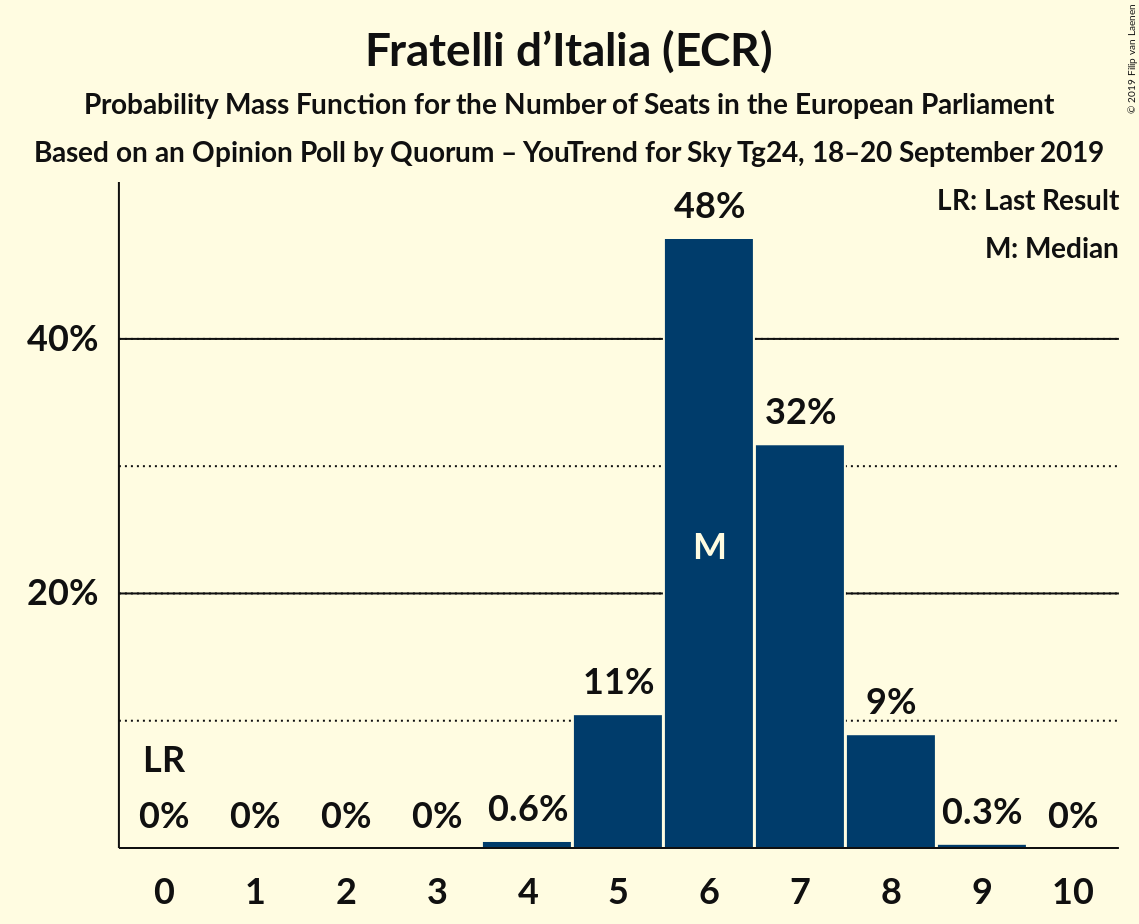 Fratelli d’Italia (ECR)
Probability Mass Function for the Number of Seats in the European Parliament
Based on an Opinion Poll by Quorum – YouTrend for Sky Tg24, 18–20 September 2019
© 2019 Filip van Laenen
LR: Last Result
M: Median
48%
40%
32%
M
20%
11%
9%
LR
0%
0%
0%
0%
0.6%
0.3%
0%
0 1 2 3 4 5 6 7 8 9 10